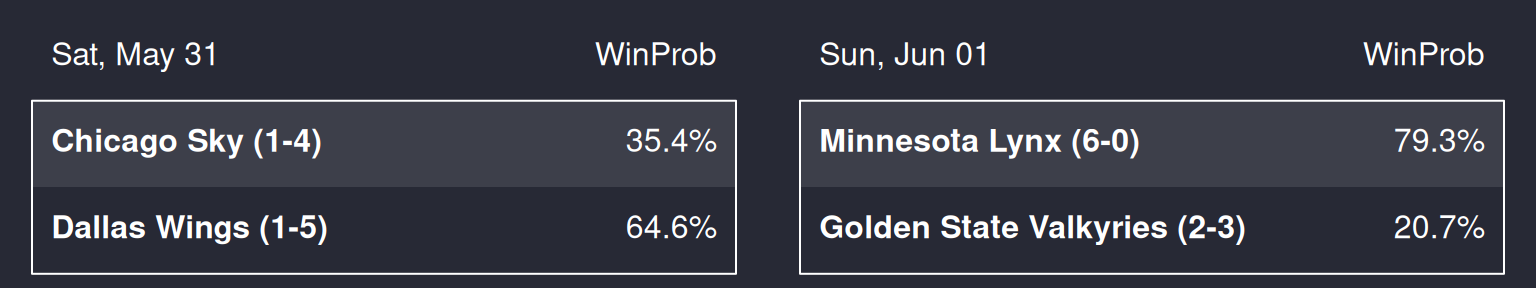 Sat, May 31 WinProb
Chicago Sky (1-4) 35.4%
Dallas Wings (1-5) 64.6%
Sun, Jun 01 WinProb
Minnesota Lynx (6-0) 79.3%
Golden State Valkyries (2-3) 20.7%